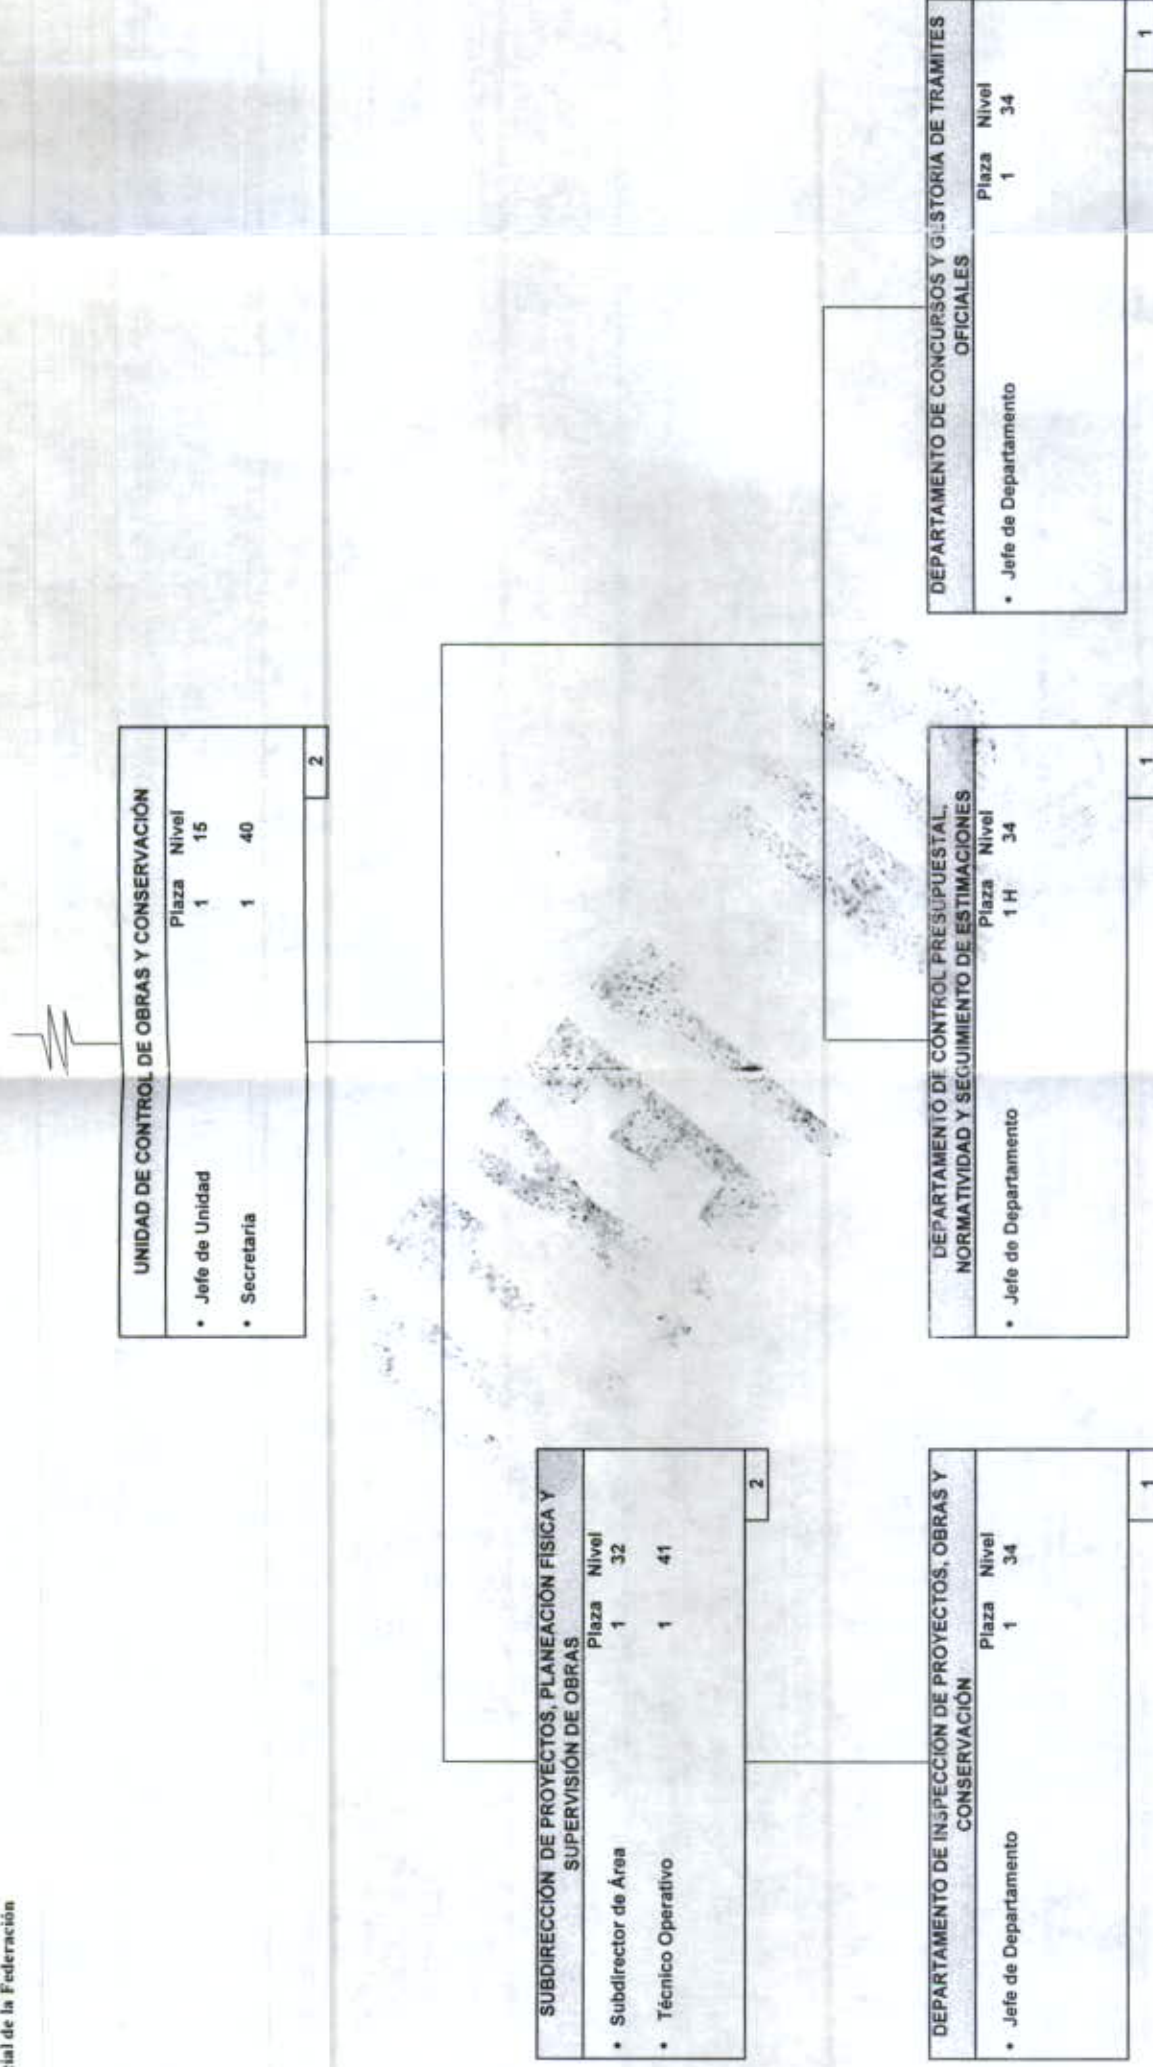 ial de la Federación
UNIDAD DE CONTROL DE OBRAS Y CONSERVACIÓN
Plaza Nivel
• Jefe de Unidad 1 15
• Secretaria 1 40
2
SUBDIRECCIÓN DE PROYECTOS, PLANEACIÓN FÍSICA Y
SUPERVISIÓN DE OBRAS
Plaza Nivel
• Subdirector de Área 1 32
• Técnico Operativo 1 41
2
DEPARTAMENTO DE INSPECCIÓN DE PROYECTOS, OBRAS Y
CONSERVACIÓN
Plaza Nivel
• Jefe de Departamento 1 34
1
DEPARTAMENTO DE CONTROL PRESUPUESTAL,
NORMATIVIDAD Y SEGUIMIENTO DE ESTIMACIONES
Plaza Nivel
• Jefe de Departamento 1 H 34
1
DEPARTAMENTO DE CONCURSOS Y GESTORIA DE TRÁMITES
OFICIALES
Plaza Nivel
• Jefe de Departamento 1 34
1